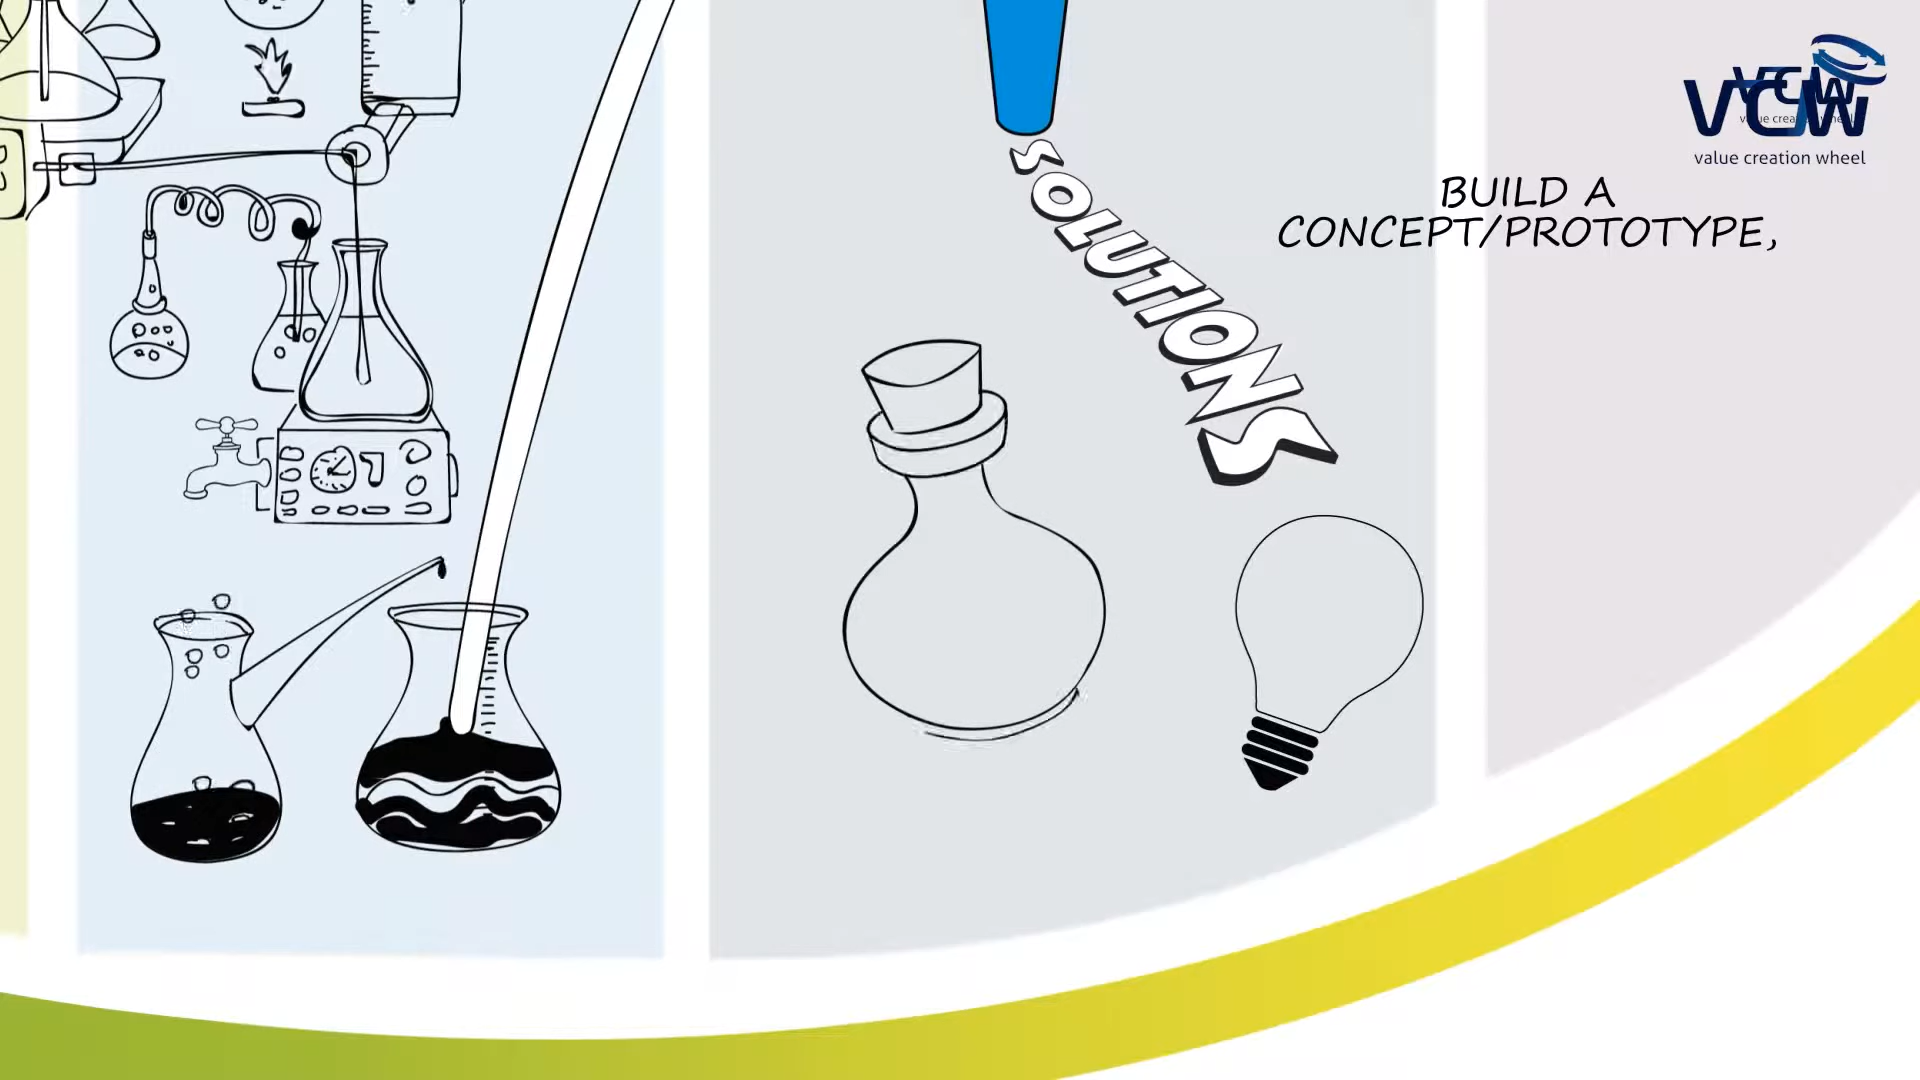 VCW
value creation wheel
BUILD A
CONCEPT/PROTOTYPE,
SOLUTIONS